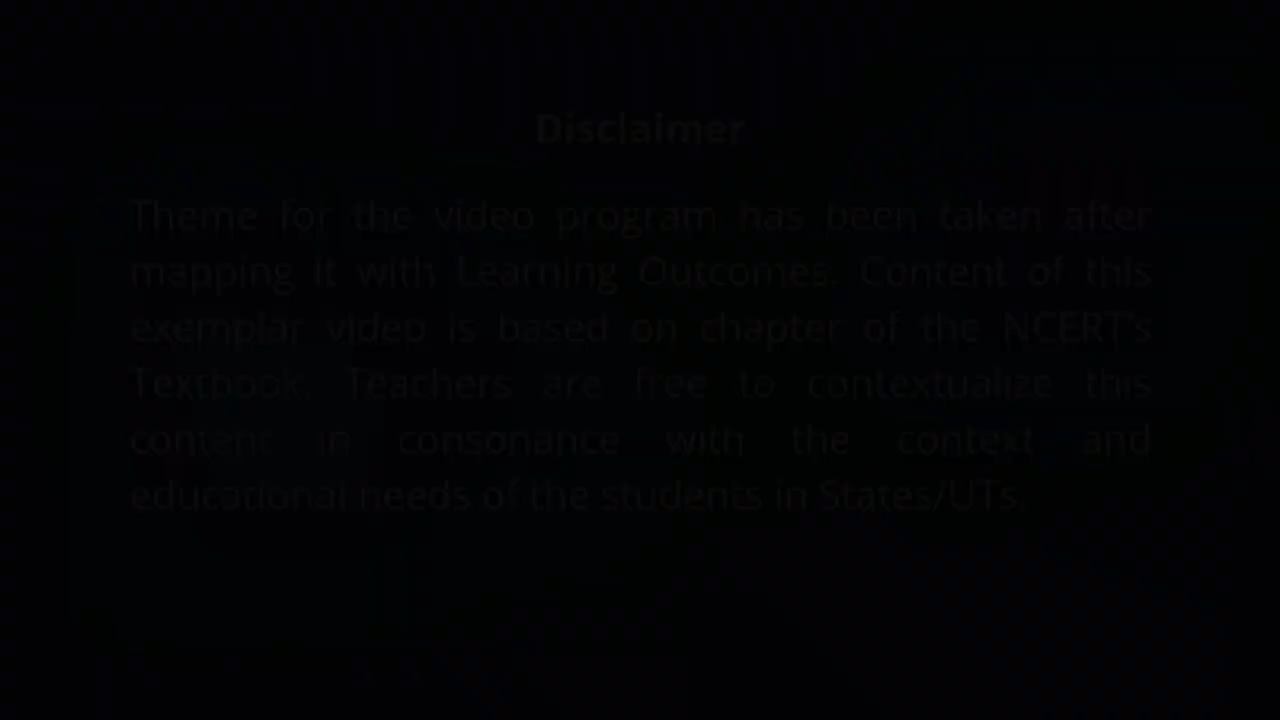 Disclaimer
Theme for the video program has been taken after
mapping it with Learning Outcomes. Content of this
exemplar video is based on chapter of the NCERT's
Textbook. Teachers are free to contextualize this
content in consonance with the context and
educational needs of the students in States/UTs.